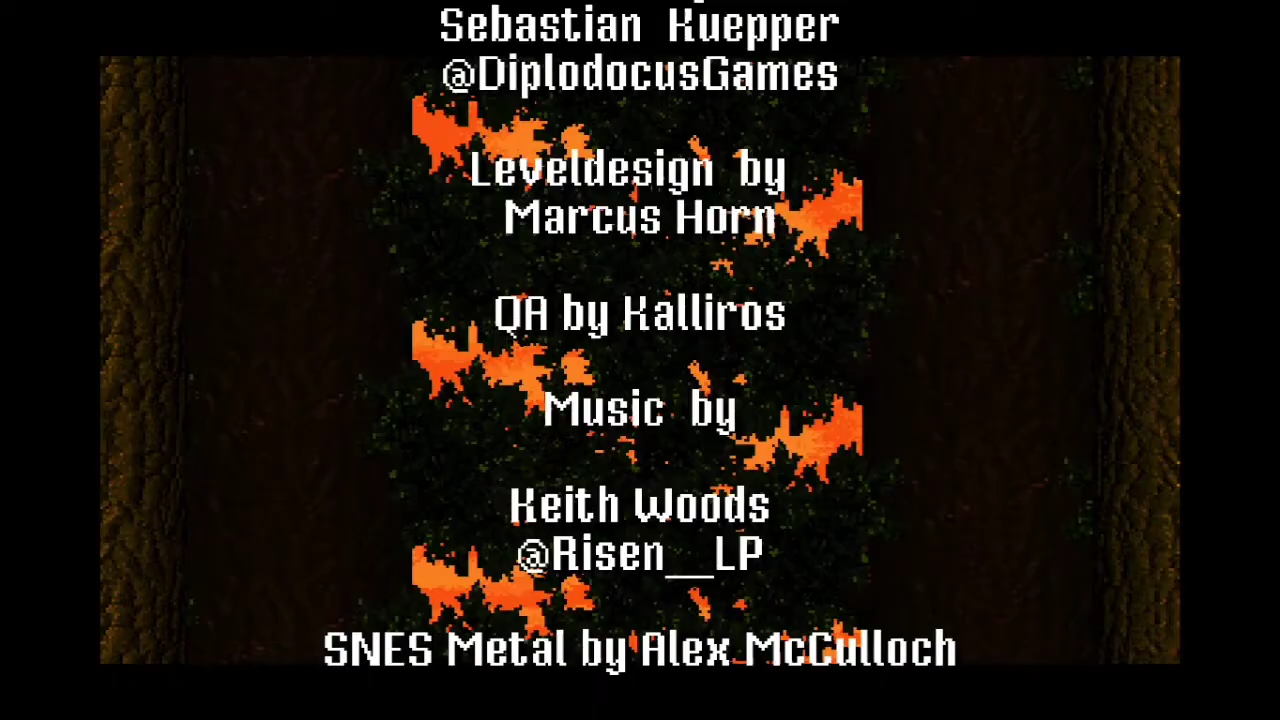 Sebastian Kuepper
@DiplodocusGames
Leveldesign by
Marcus Horn
QA by Kalliros
Music by
Keith Woods
@Risen__LP
SNES Metal by Alex McCulloch